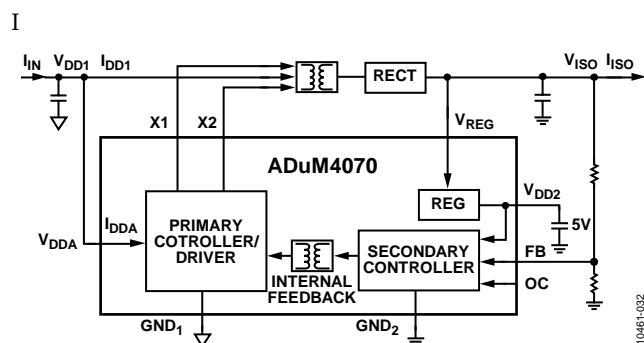 I
IIN VDD1 IDD1 VISO IISO
RECT
X1 X2
VREG
ADuM4070
REG
VDD2
5V
IDDA
VDDA
PRIMARY
COTROLLER/
DRIVER
INTERNAL
FEEDBACK
SECONDARY
CONTROLLER
FB
OC
GND1
GND2
10461-032